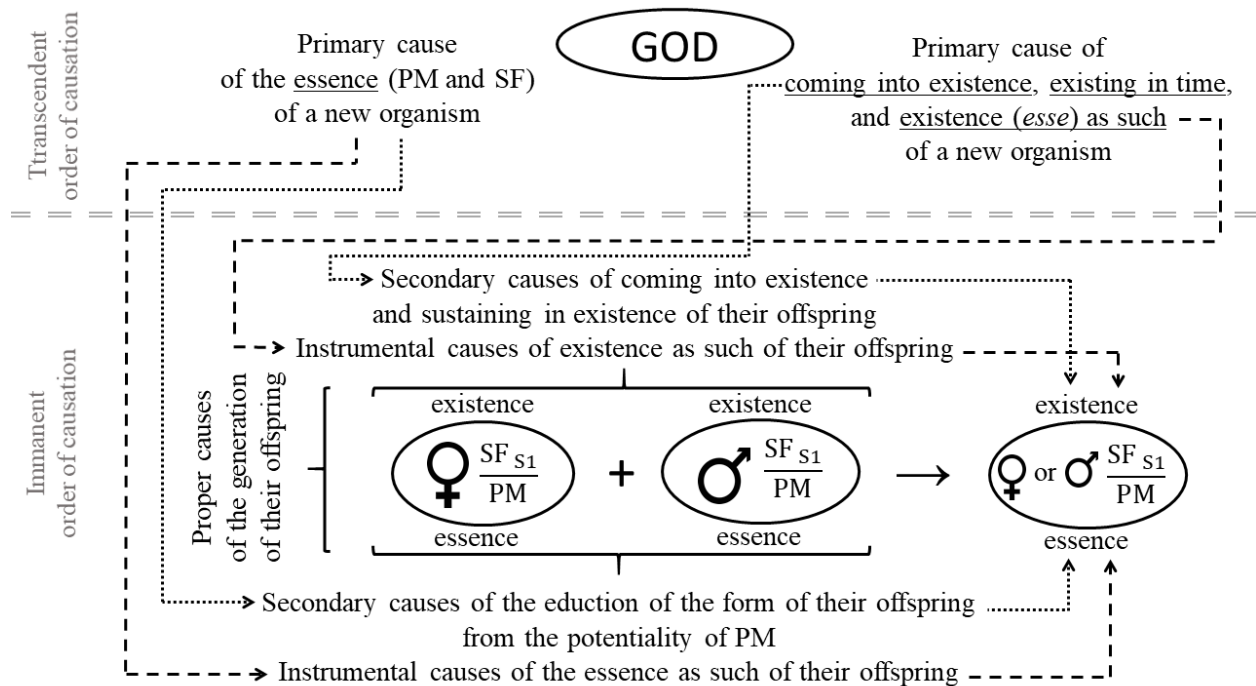 GOD
Primary cause
of the essence (PM and SF)
of a new organism
Primary cause of
coming into existence, existing in time,
and existence (esse) as such
of a new organism
Ttranscendent
order of causation
Secondary causes of coming into existence
and sustaining in existence of their offspring
Instrumental causes of existence as such of their offspring
Immanent
order of causation
Proper causes
of the generation
of their offspring
existence
♀ SF S1
PM
essence
+
existence
♂ SF S1
PM
essence
→
existence
♀ or ♂ SF S1
PM
essence
Secondary causes of the eduction of the form of their offspring
from the potentiality of PM
Instrumental causes of the essence as such of their offspring